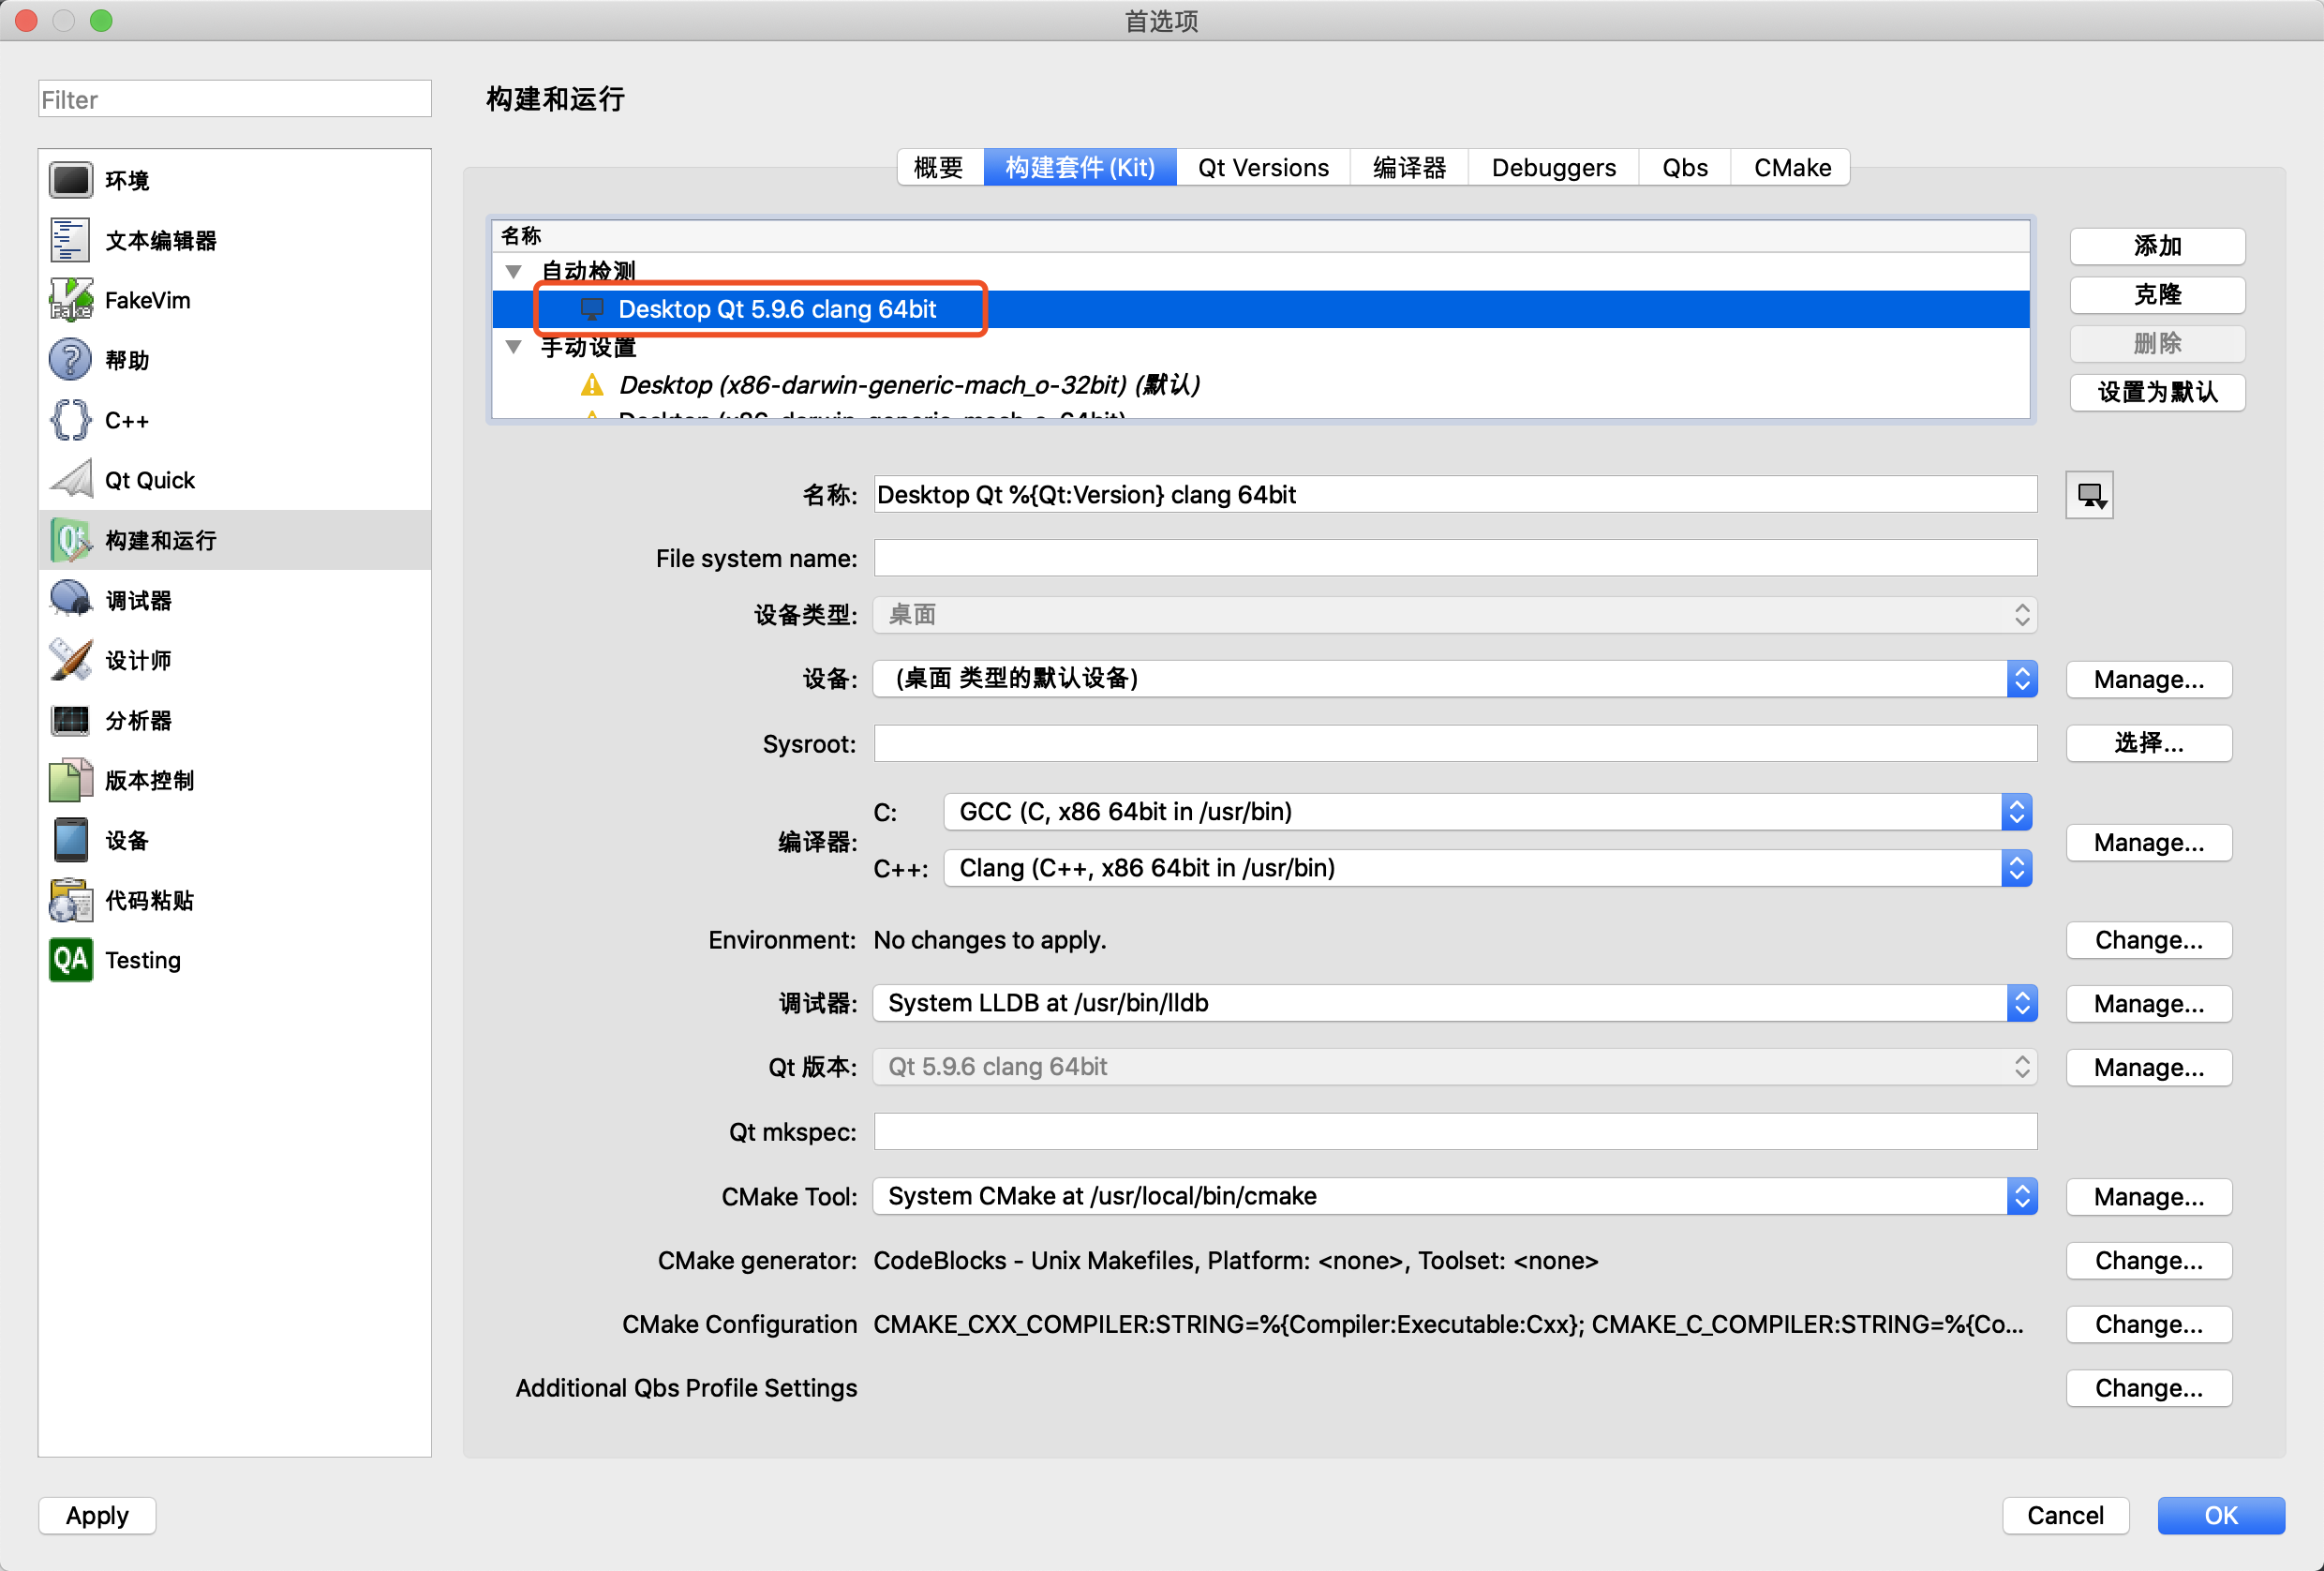 首选项
Filter
环境
文本编辑器
Fake
FakeVim
帮助
C++
Qt Quick
Qt
构建和运行
调试器
设计师
分析器
版本控制
设备
代码粘贴
QA
Testing
构建和运行
概要 构建套件 (Kit) Qt Versions 编译器 Debuggers Qbs CMake
名称
自动检测
Desktop Qt 5.9.6 clang 64bit
手动设置
Desktop (x86-darwin-generic-mach_o-32bit) (默认)
Desktop (x86-darwin-generic-mach_o-64bit)
添加
克隆
删除
设置为默认
名称: Desktop Qt %{Qt:Version} clang 64bit
File system name:
设备类型: 桌面
设备: (桌面 类型的默认设备) Manage...
Sysroot: 选择...
编译器: Manage...
C: GCC (C, x86 64bit in /usr/bin)
C++: Clang (C++, x86 64bit in /usr/bin)
Environment: No changes to apply. Change...
调试器: System LLDB at /usr/bin/lldb Manage...
Qt 版本: Qt 5.9.6 clang 64bit Manage...
Qt mkspec:
CMake Tool: System CMake at /usr/local/bin/cmake Manage...
CMake generator: CodeBlocks - Unix Makefiles, Platform: <none>, Toolset: <none> Change...
CMake Configuration CMAKE_CXX_COMPILER:STRING=%{Compiler:Executable:Cxx}; CMAKE_C_COMPILER:STRING=%{Co... Change...
Additional Qbs Profile Settings Change...
Apply Cancel OK